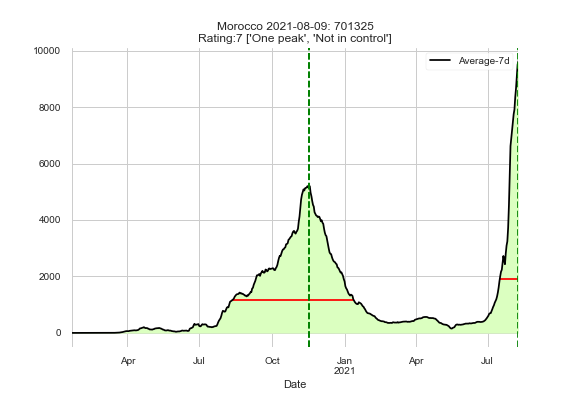 Morocco 2021-08-09: 701325
Rating:7 ['One peak', 'Not in control']
Average-7d
10000
8000
6000
4000
2000
0
Apr
Jul
Oct
Jan
2021
Apr
Jul
Date